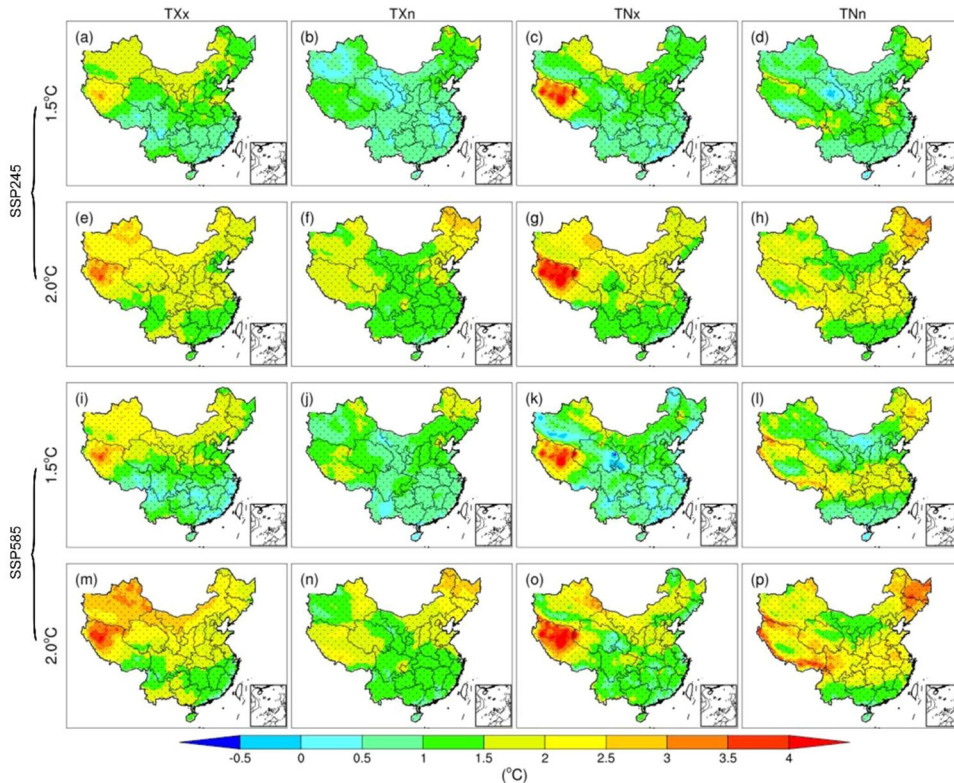 TXx TXn TNx TNn
(a) (b) (c) (d)
1.5°C
SSP245
(e) (f) (g) (h)
2.0°C
(i) (j) (k) (l)
1.5°C
SSP585
(m) (n) (o) (p)
2.0°C
-0.5 0 0.5 1 1.5 2 2.5 3 3.5 4
(°C)